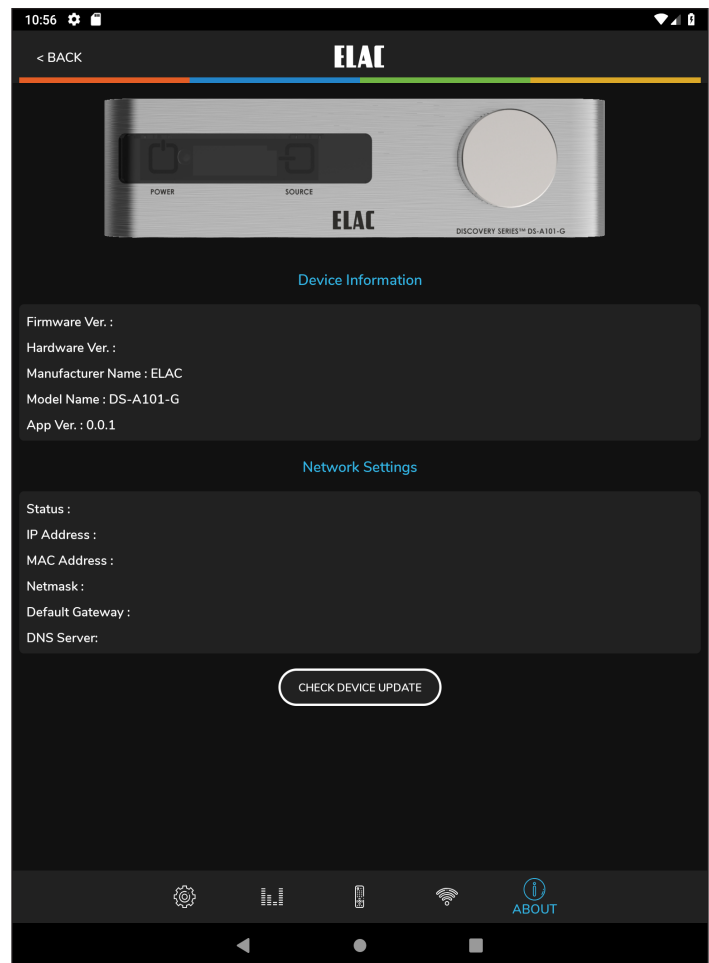 10:56
< BACK
ELAC
POWER
SOURCE
ELAC
DISCOVERY SERIES™ DS-A101-G
Device Information
Firmware Ver. :
Hardware Ver. :
Manufacturer Name : ELAC
Model Name : DS-A101-G
App Ver. : 0.0.1
Network Settings
Status :
IP Address :
MAC Address :
Netmask :
Default Gateway :
DNS Server:
CHECK DEVICE UPDATE
ABOUT